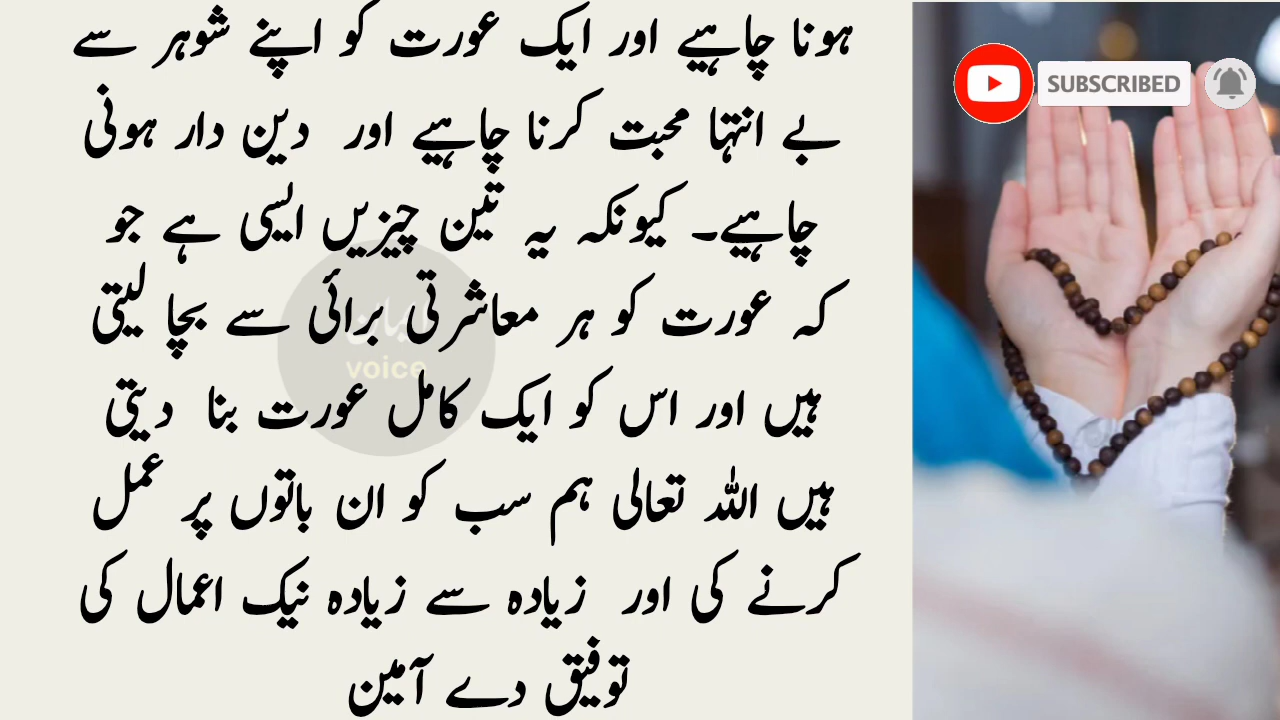 ہونا چاہیے اور ایک عورت کو اپنے شوہر سے
بے انتہا محبت کرنا چاہیے اور دین دار ہونی
چاہیے۔ کیونکہ یہ تین چیزیں ایسی ہے جو
کہ عورت کو ہر معاشرتی برائی سے بچا لیتی
ہیں اور اس کو ایک کامل عورت بنا دیتی
ہیں اللہ تعالی ہم سب کو ان باتوں پر عمل
کرنے کی اور زیادہ سے زیادہ نیک اعمال کی
توفیق دے آمین
voice
SUBSCRIBED